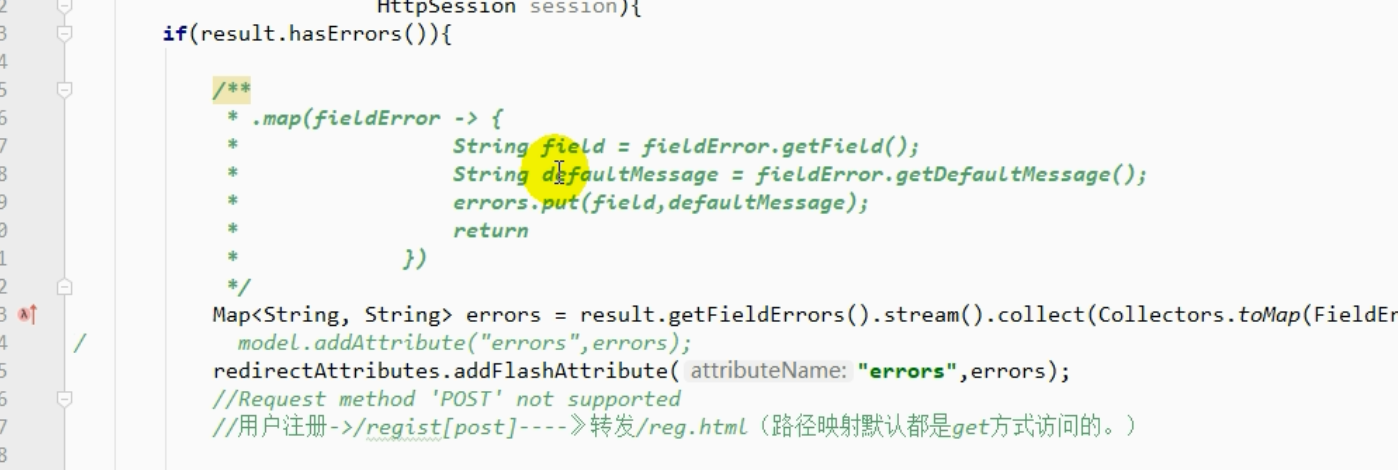 2 HttpSession session){
3 if(result.hasErrors()){
4
5 /**
6 * .map(fieldError -> {
7 * String field = fieldError.getField();
8 * String defaultMessage = fieldError.getDefaultMessage();
9 * errors.put(field,defaultMessage);
0 * return
1 * })
2 */
3 Map<String, String> errors = result.getFieldErrors().stream().collect(Collectors.toMap(FieldEr
4 / model.addAttribute("errors",errors);
5 redirectAttributes.addFlashAttribute( attributeName: "errors",errors);
6 //Request method 'POST' not supported
7 //用户注册->/regist[post]----》转发/reg.html（路径映射默认都是get方式访问的。）
8